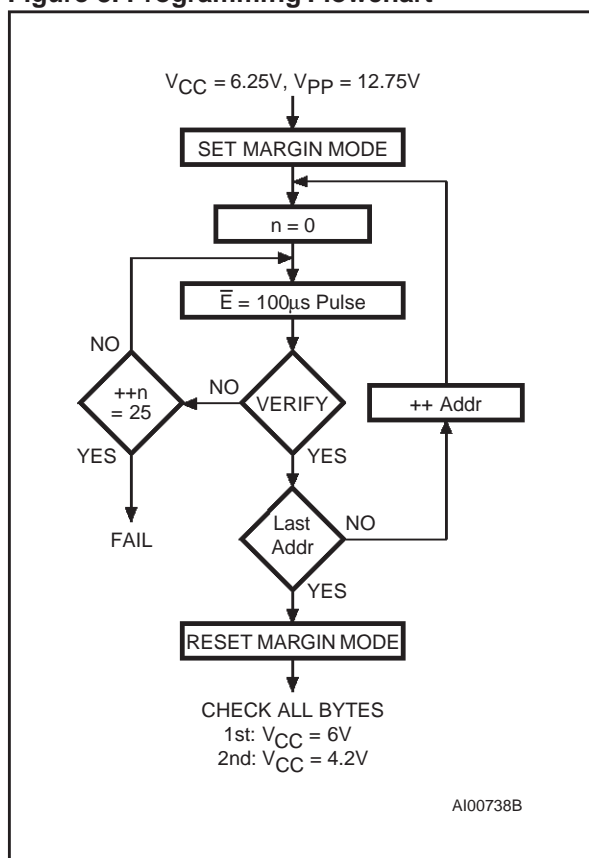 Programming Flowchart
VCC = 6.25V, VPP = 12.75V
SET MARGIN MODE
n = 0
E̅ = 100μs Pulse
NO
++n
= 25
NO
VERIFY
++ Addr
YES
YES
FAIL
Last
Addr
NO
YES
RESET MARGIN MODE
CHECK ALL BYTES
1st: VCC = 6V
2nd: VCC = 4.2V
AI00738B